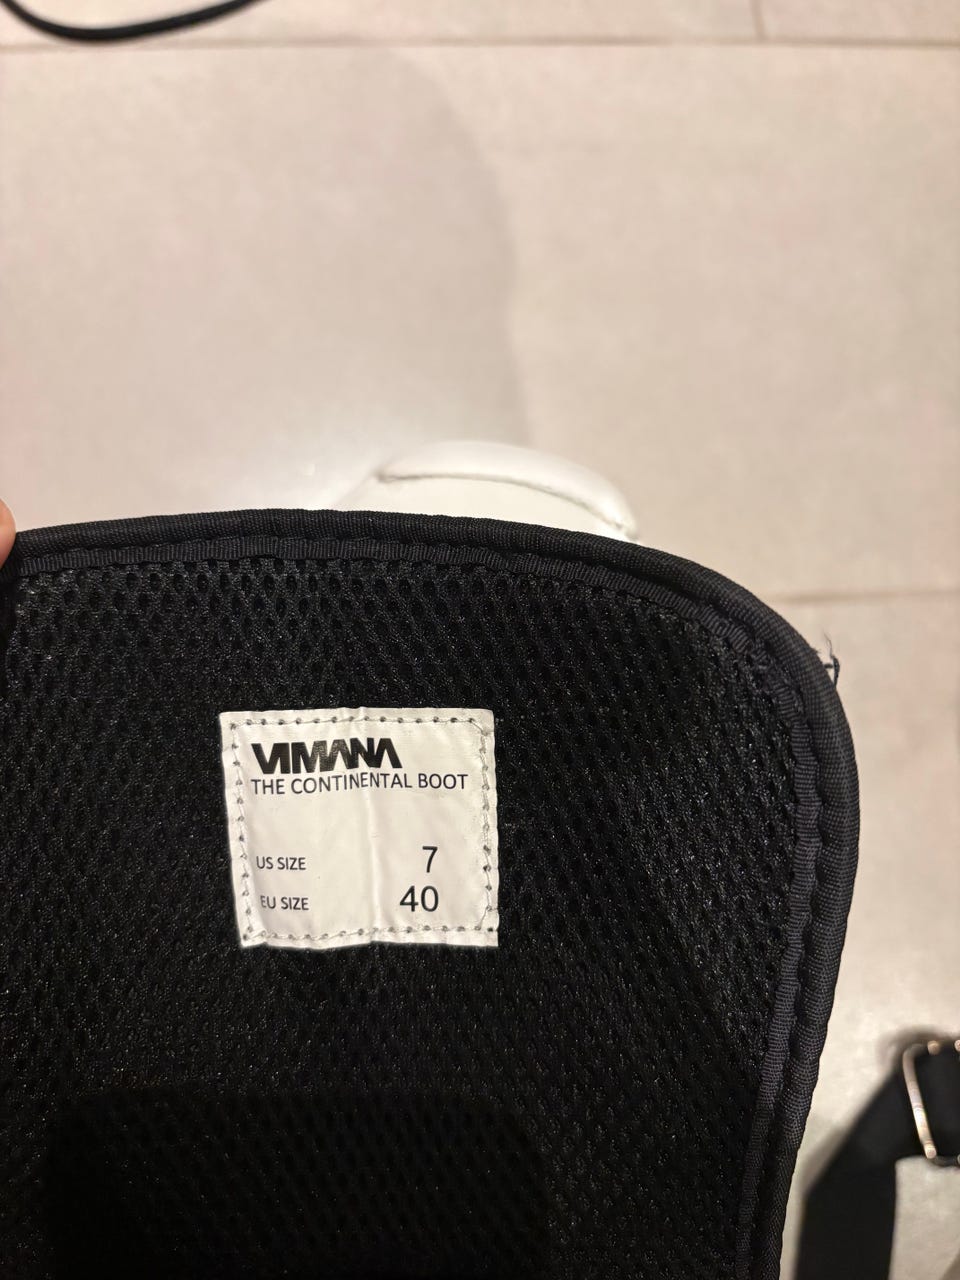 VIMANA
THE CONTINENTAL BOOT
US SIZE 7
EU SIZE 40